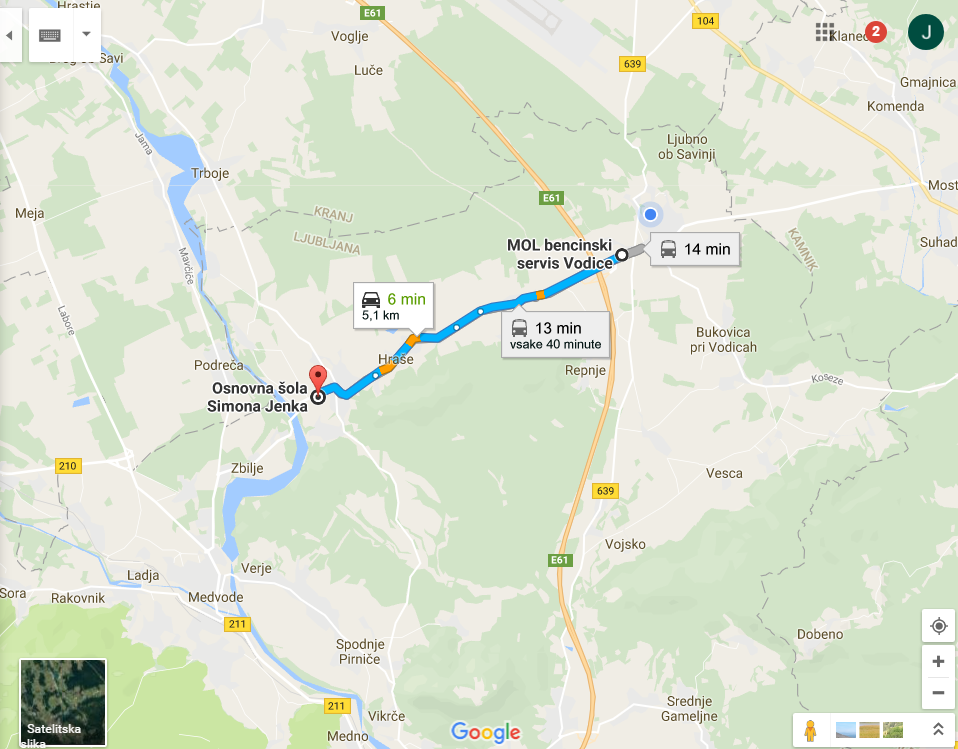 Hrastje
E61
104
Voglje
2
J
Klanec
639
Luče
Gmajnica
Komenda
Jama
Ljubno
ob Savinji
Trboje
Most
E61
Meja
KRANJ
LJUBLJANA
KAMNIK
Suhad
MOL bencinski
servis Vodice
14 min
Mavčiče
6 min
5,1 km
Labore
13 min
vsake 40 minute
Bukovica
pri Vodicah
Hraše
Repnje
Podreča
Koseze
Osnovna šola
Simona Jenka
210
Zbilje
Vesca
639
Vojsko
E61
Verje
Ladja
Sora
Rakovnik
Medvode
211
Dobeno
Spodnje
Pirniče
211
Srednje
Gameljne
Vikrče
Satelitska
slika
Google
Medno